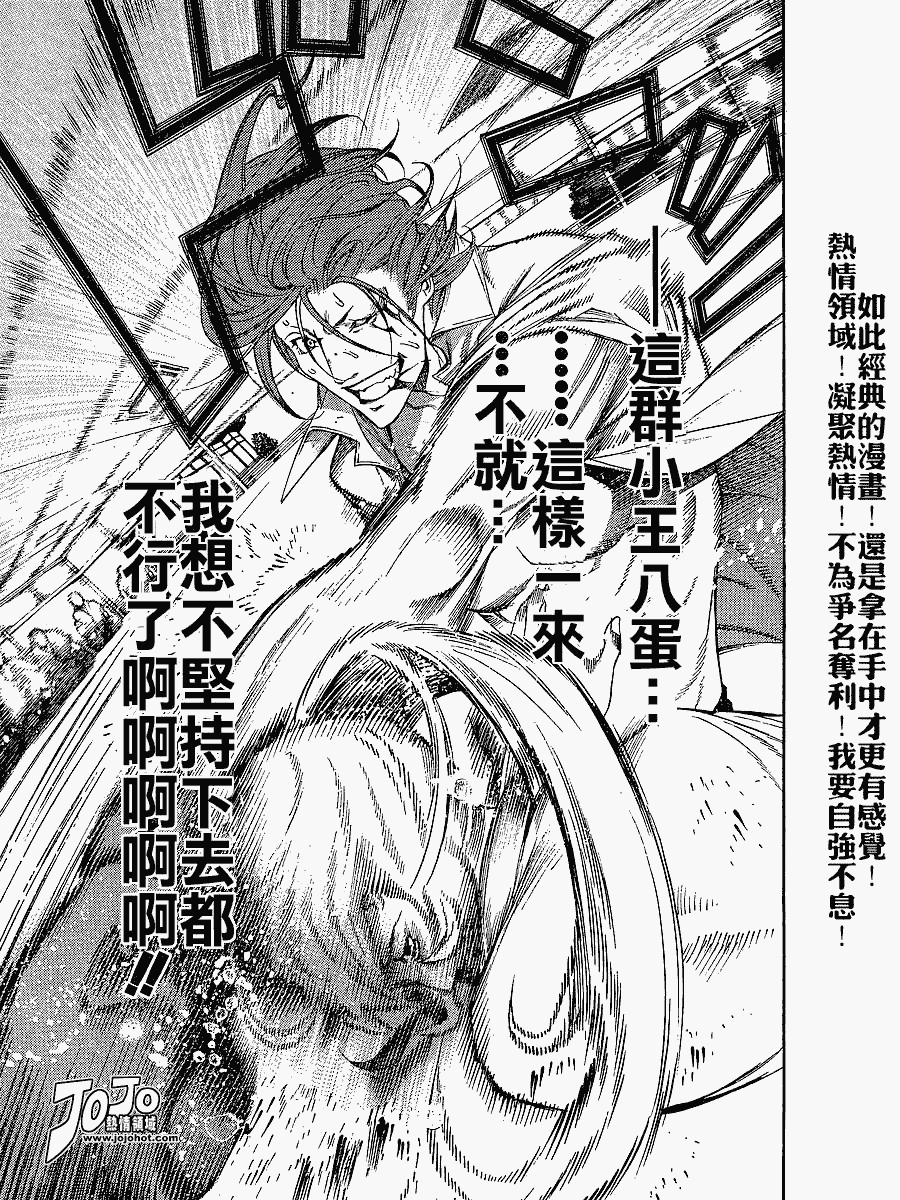 如此經典的漫畫！還是拿在手中才更有感覺！
熱情領域！凝聚熱情！不為爭名奪利！我要自強不息！
——這群小王八蛋…
……這樣一來
…不就…
我想不堅持下去都
不行了啊啊啊啊啊!!
JOJO
熱情領域
www.jojohot.com